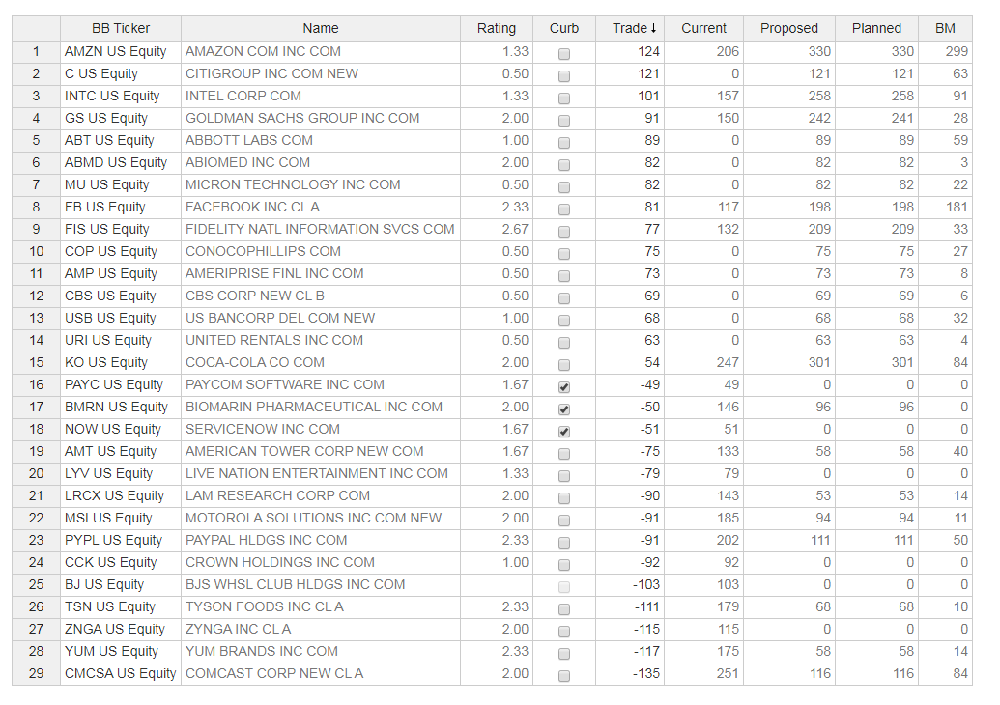 BB Ticker Name Rating Curb Trade ↓ Current Proposed Planned BM
1 AMZN US Equity AMAZON COM INC COM 1.33 124 206 330 330 299
2 C US Equity CITIGROUP INC COM NEW 0.50 121 0 121 121 63
3 INTC US Equity INTEL CORP COM 1.33 101 157 258 258 91
4 GS US Equity GOLDMAN SACHS GROUP INC COM 2.00 91 150 242 241 28
5 ABT US Equity ABBOTT LABS COM 1.00 89 0 89 89 59
6 ABMD US Equity ABIOMED INC COM 2.00 82 0 82 82 3
7 MU US Equity MICRON TECHNOLOGY INC COM 0.50 82 0 82 82 22
8 FB US Equity FACEBOOK INC CL A 2.33 81 117 198 198 181
9 FIS US Equity FIDELITY NATL INFORMATION SVCS COM 2.67 77 132 209 209 33
10 COP US Equity CONOCOPHILLIPS COM 0.50 75 0 75 75 27
11 AMP US Equity AMERIPRISE FINL INC COM 0.50 73 0 73 73 8
12 CBS US Equity CBS CORP NEW CL B 0.50 69 0 69 69 6
13 USB US Equity US BANCORP DEL COM NEW 1.00 68 0 68 68 32
14 URI US Equity UNITED RENTALS INC COM 0.50 63 0 63 63 4
15 KO US Equity COCA-COLA CO COM 2.00 54 247 301 301 84
16 PAYC US Equity PAYCOM SOFTWARE INC COM 1.67 -49 49 0 0 0
17 BMRN US Equity BIOMARIN PHARMACEUTICAL INC COM 2.00 -50 146 96 96 0
18 NOW US Equity SERVICENOW INC COM 1.67 -51 51 0 0 0
19 AMT US Equity AMERICAN TOWER CORP NEW COM 1.67 -75 133 58 58 40
20 LYV US Equity LIVE NATION ENTERTAINMENT INC COM 1.33 -79 79 0 0 0
21 LRCX US Equity LAM RESEARCH CORP COM 2.00 -90 143 53 53 14
22 MSI US Equity MOTOROLA SOLUTIONS INC COM NEW 2.00 -91 185 94 94 11
23 PYPL US Equity PAYPAL HLDGS INC COM 2.33 -91 202 111 111 50
24 CCK US Equity CROWN HOLDINGS INC COM 1.00 -92 92 0 0 0
25 BJ US Equity BJS WHSL CLUB HLDGS INC COM -103 103 0 0 0
26 TSN US Equity TYSON FOODS INC CL A 2.33 -111 179 68 68 10
27 ZNGA US Equity ZYNGA INC CL A 2.00 -115 115 0 0 0
28 YUM US Equity YUM BRANDS INC COM 2.33 -117 175 58 58 14
29 CMCSA US Equity COMCAST CORP NEW CL A 2.00 -135 251 116 116 84